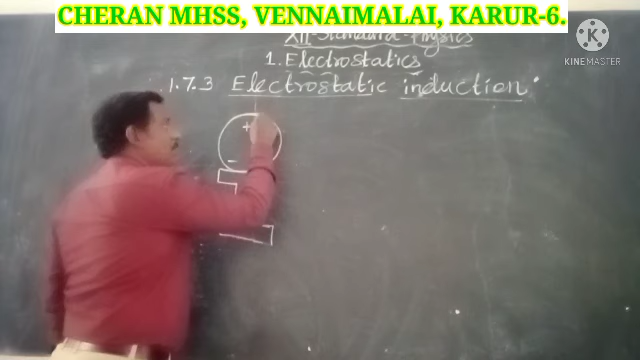 CHERAN MHSS, VENNAIMALAI, KARUR-6.
XII-Standard-Physics
K
KINEMASTER
1. Electrostatics
1.7.3 Electrostatic induction
+
-